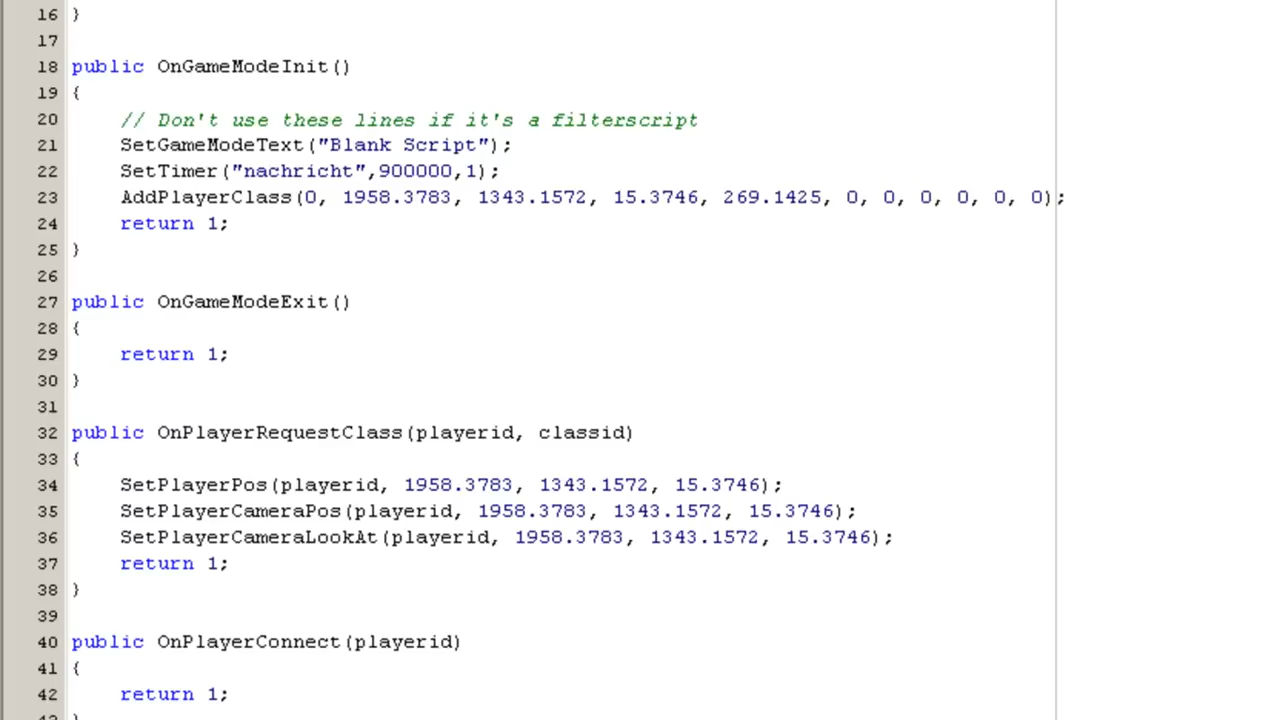 16 }
17
18 public OnGameModeInit()
19 {
20 // Don't use these lines if it's a filterscript
21 SetGameModeText("Blank Script");
22 SetTimer("nachricht",900000,1);
23 AddPlayerClass(0, 1958.3783, 1343.1572, 15.3746, 269.1425, 0, 0, 0, 0, 0, 0);
24 return 1;
25 }
26
27 public OnGameModeExit()
28 {
29 return 1;
30 }
31
32 public OnPlayerRequestClass(playerid, classid)
33 {
34 SetPlayerPos(playerid, 1958.3783, 1343.1572, 15.3746);
35 SetPlayerCameraPos(playerid, 1958.3783, 1343.1572, 15.3746);
36 SetPlayerCameraLookAt(playerid, 1958.3783, 1343.1572, 15.3746);
37 return 1;
38 }
39
40 public OnPlayerConnect(playerid)
41 {
42 return 1;
43 }